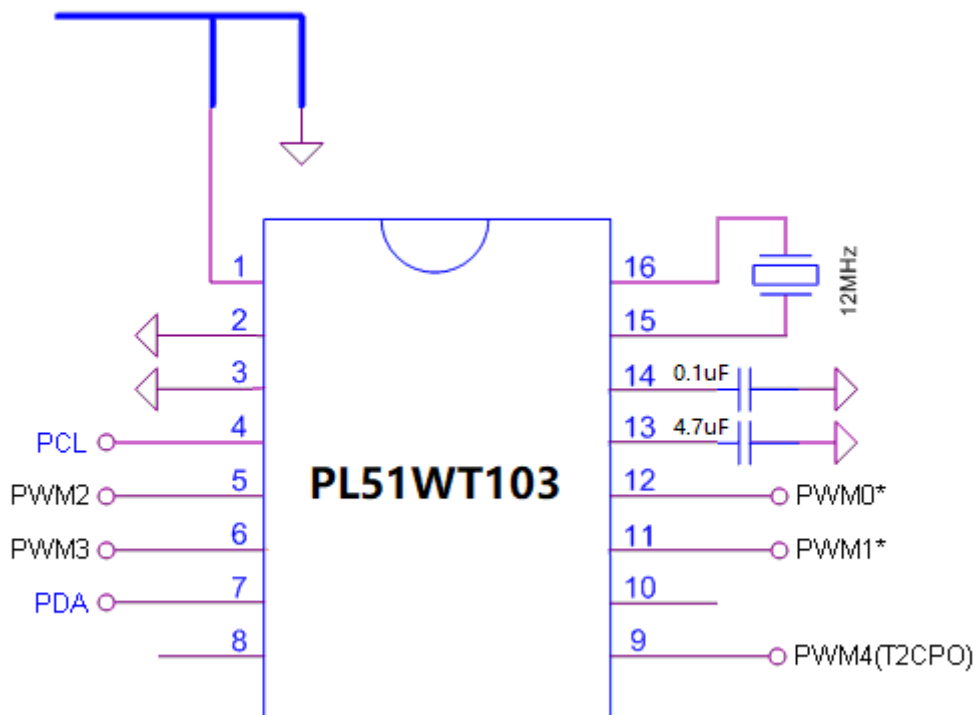 1
16
12MHz
2
15
3
14
0.1uF
PCL
4
13
4.7uF
PL51WT103
PWM2
5
12
PWM0*
PWM3
6
11
PWM1*
PDA
7
10
8
9
PWM4(T2CPO)